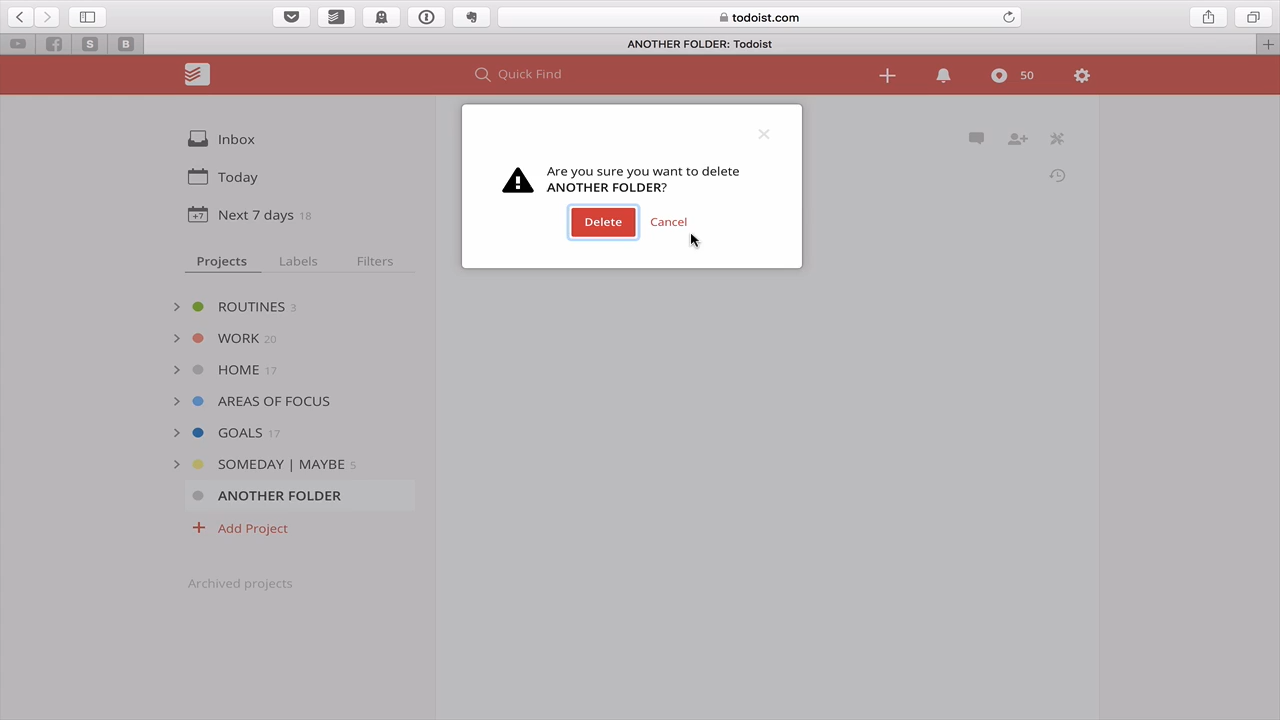 todoist.com
S
B
ANOTHER FOLDER: Todoist
Quick Find
50
Inbox
Today
+7 Next 7 days 18
Projects Labels Filters
ROUTINES 3
WORK 20
HOME 17
AREAS OF FOCUS
GOALS 17
SOMEDAY | MAYBE 5
ANOTHER FOLDER
+ Add Project
Archived projects
Are you sure you want to delete
ANOTHER FOLDER?
Delete Cancel